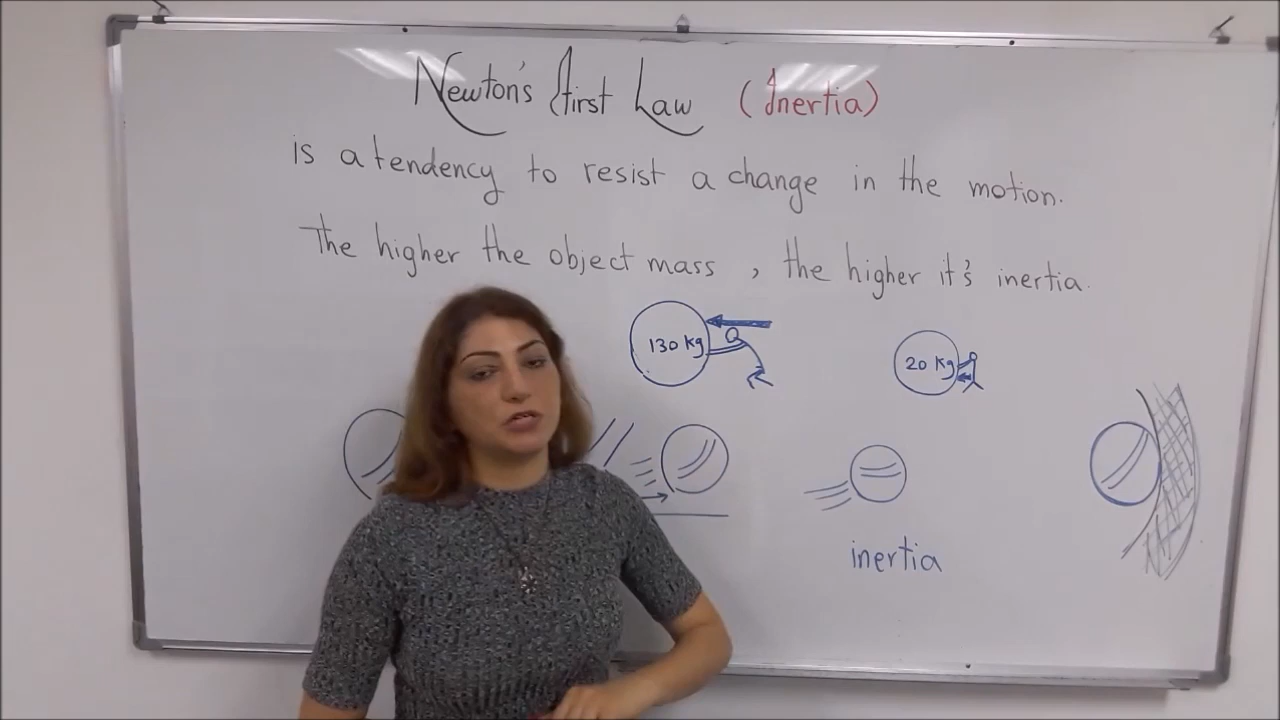 Newton's First Law (Inertia)
is a tendency to resist a change in the motion.
The higher the object mass, the higher it's inertia.
130 kg
20 kg
inertia